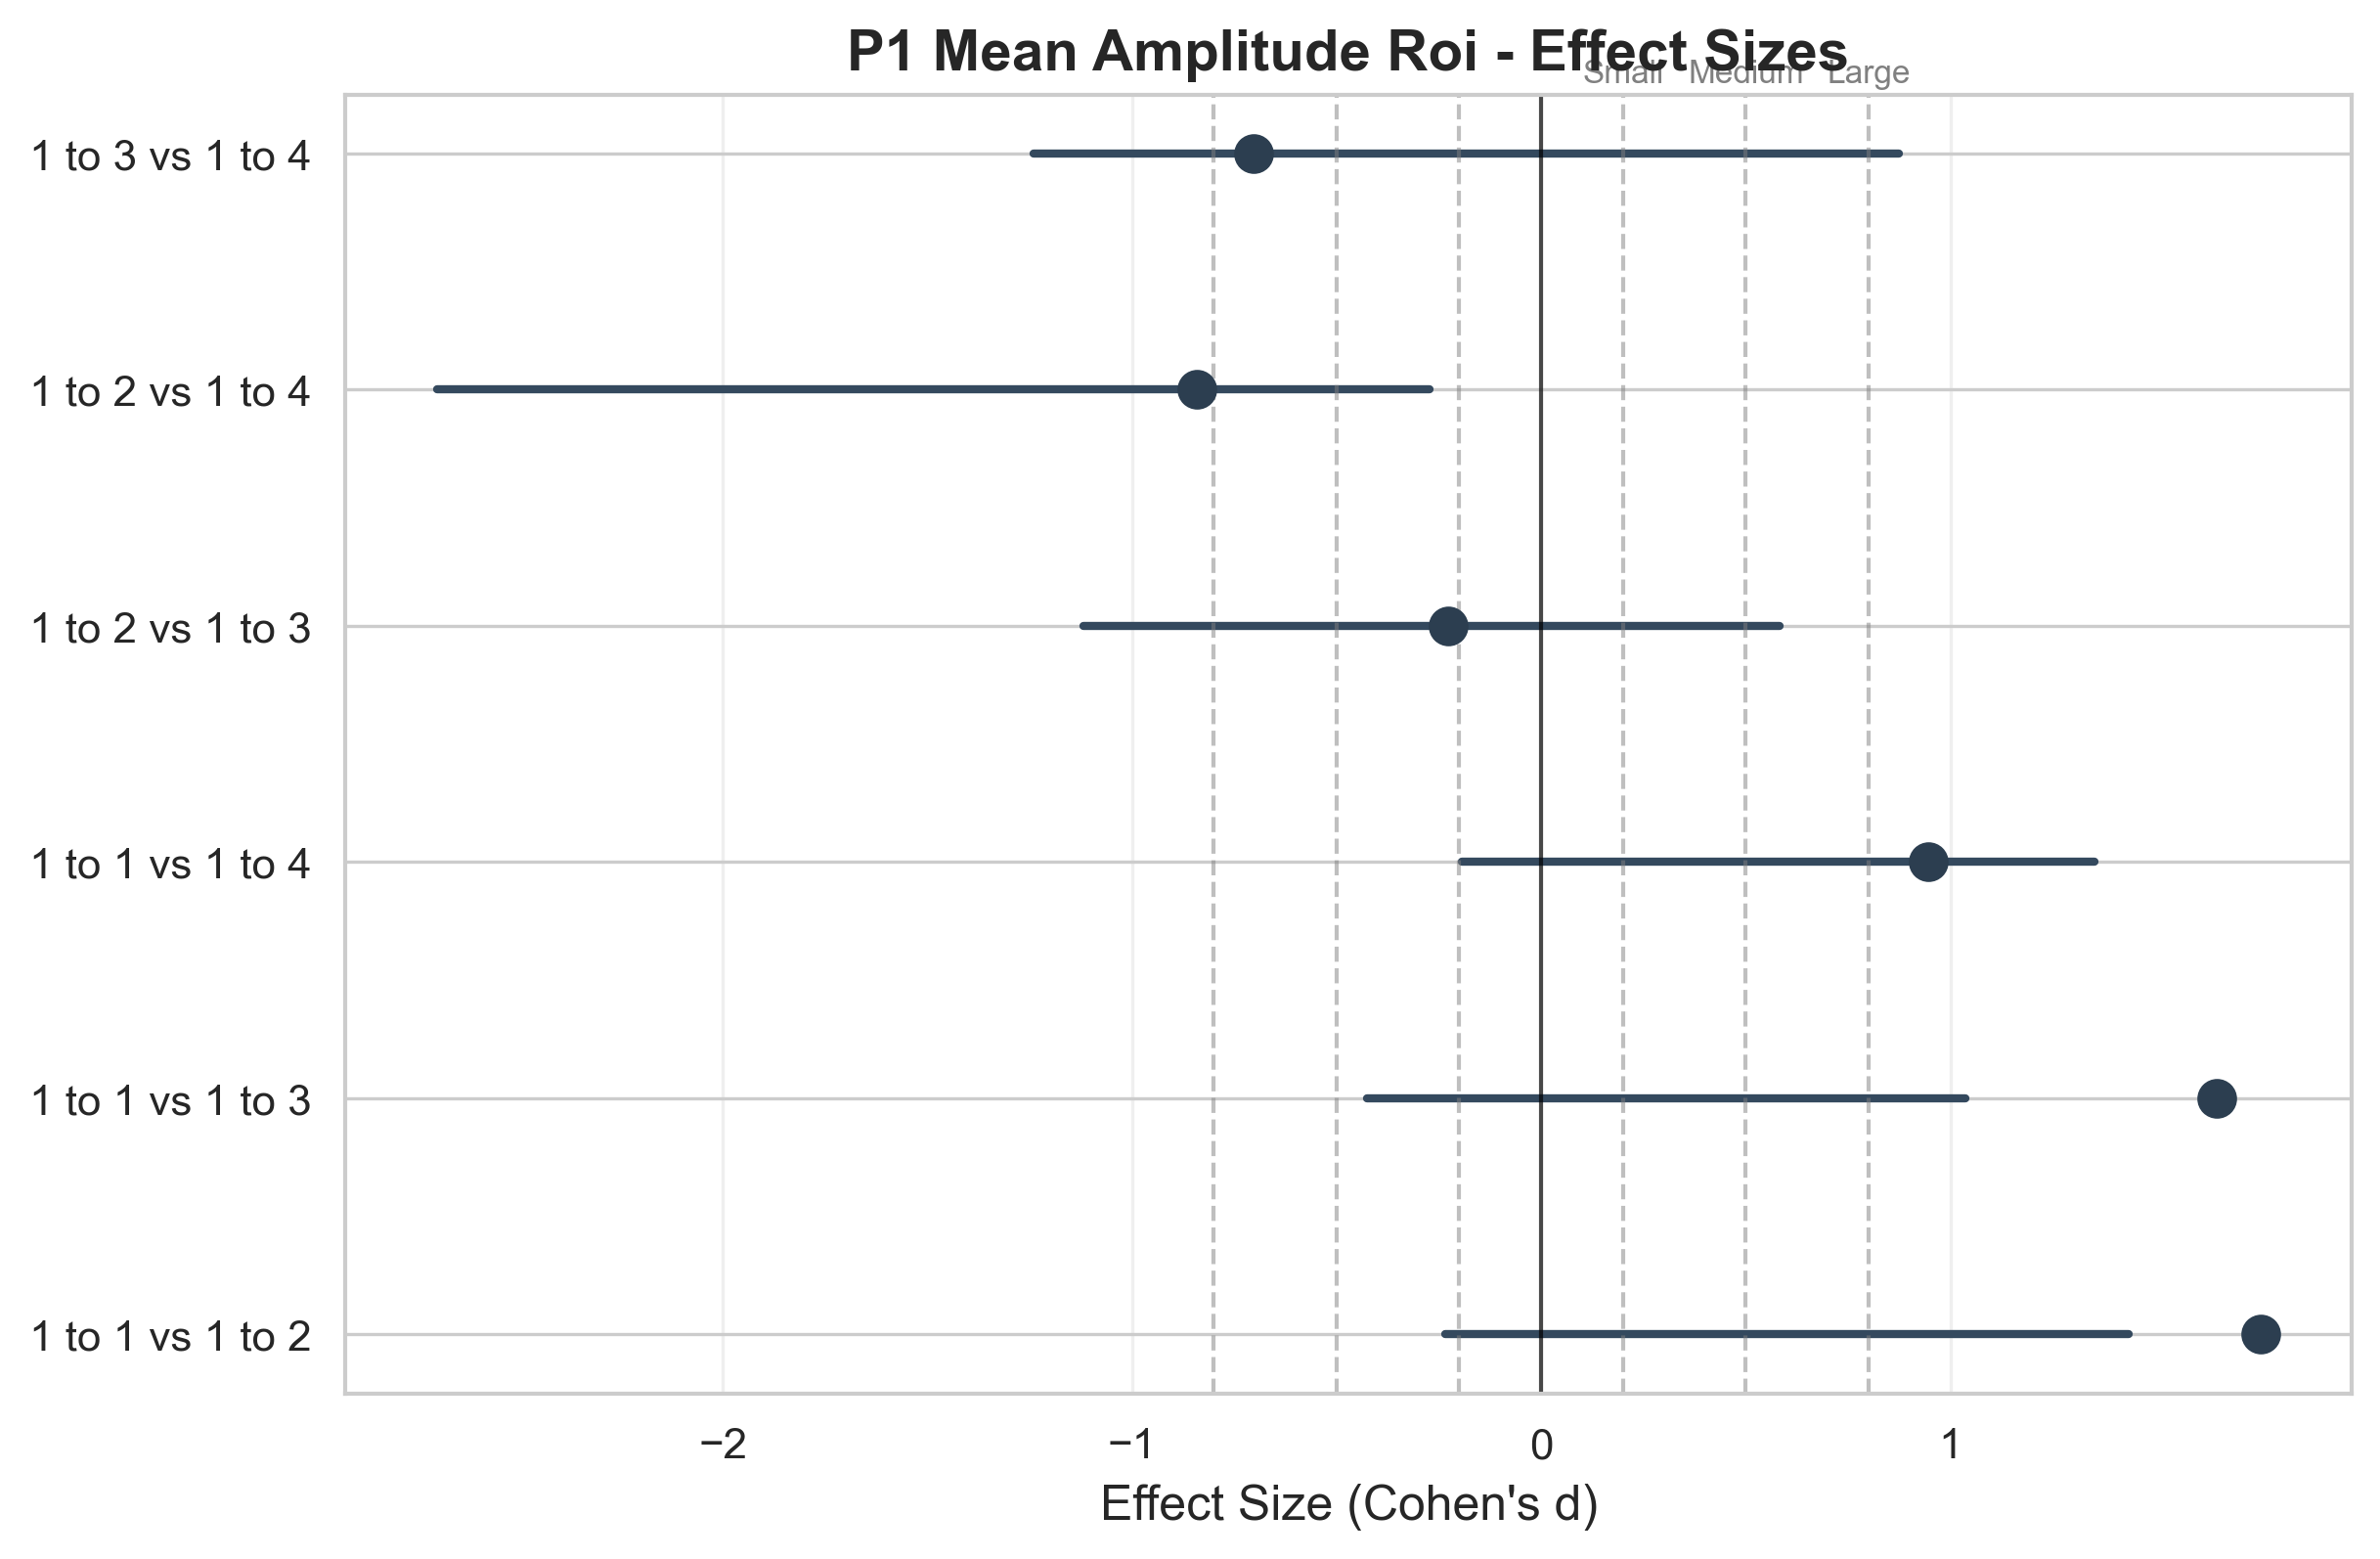 P1 Mean Amplitude Roi - Effect Sizes
Small Medium Large
1 to 3 vs 1 to 4
1 to 2 vs 1 to 4
1 to 2 vs 1 to 3
1 to 1 vs 1 to 4
1 to 1 vs 1 to 3
1 to 1 vs 1 to 2
−2 −1 0 1
Effect Size (Cohen's d)